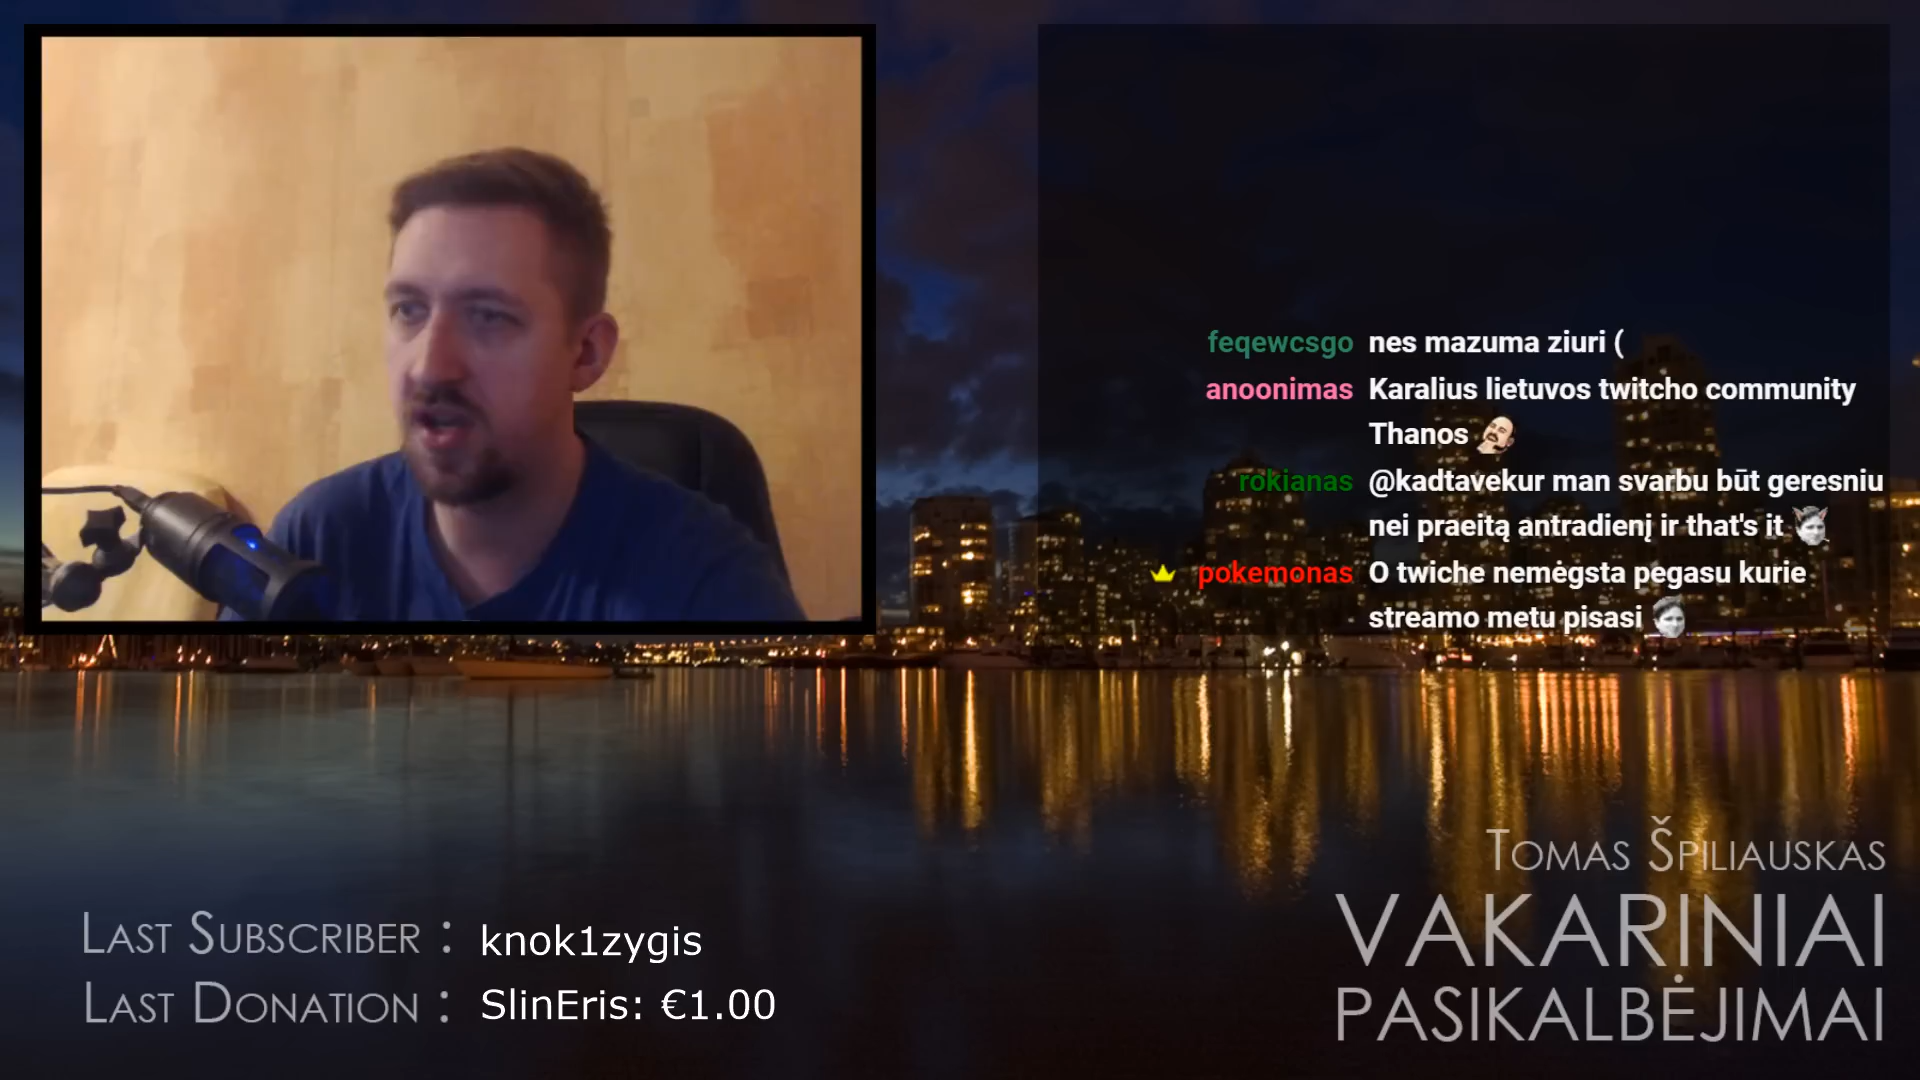 feqewcsgo nes mazuma ziuri (
anoonimas Karalius lietuvos twitcho community
Thanos
rokianas @kadtavekur man svarbu būt geresniu
nei praeitą antradienį ir that's it
pokemonas O twiche nemėgsta pegasu kurie
streamo metu pisasi
Tomas Špiliauskas
VAKARINIAI
PASIKALBĖJIMAI
Last Subscriber : knok1zygis
Last Donation : SlinEris: €1.00